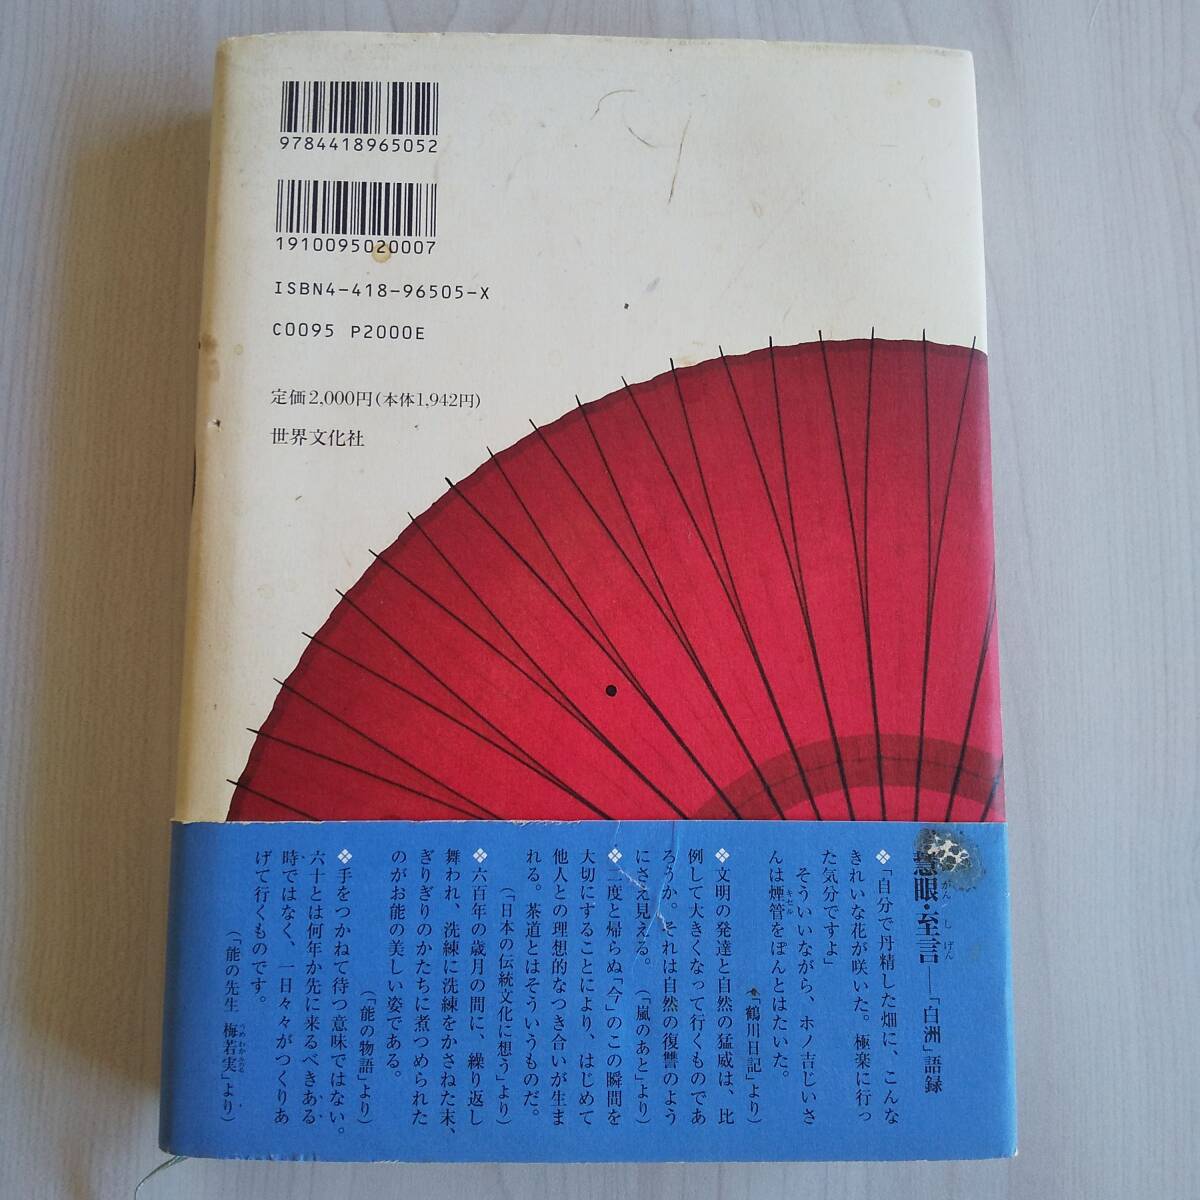 9784418965052
1910095020007
ISBN4-418-96505-X
C0095 P2000E
定価2,000円(本体1,942円)
世界文化社
慧眼・至言──「白洲」語録
がん しげん
❖「自分で丹精した畑に、こんな
きれいな花が咲いた。極楽に行っ
た気分ですよ」
そういいながら、ホノ吉じいさ
んは煙管をぽんとはたいた。
キセル
(「鶴川日記」より)
❖文明の発達と自然の猛威は、比
例して大きくなって行くものであ
ろうか。それは自然の復讐のよう
にさえ見える。 (「嵐のあと」より)
❖二度と帰らぬ「今」のこの瞬間を
大切にすることにより、はじめて
他人との理想的なつき合いが生ま
れる。茶道とはそういうものだ。
(「日本の伝統文化に想う」より)
❖六百年の歳月の間に、繰り返し
舞われ、洗練に洗練をかさねた末、
ぎりぎりのかたちに煮つめられた
のがお能の美しい姿である。
(「能の物語」より)
❖手をつかねて待つ意味ではない。
六十とは何年か先に来るべきある
時ではなく、一日々々がつくりあ
げて行くものです。
(「能の先生 梅若実」より)
うめわかみのる